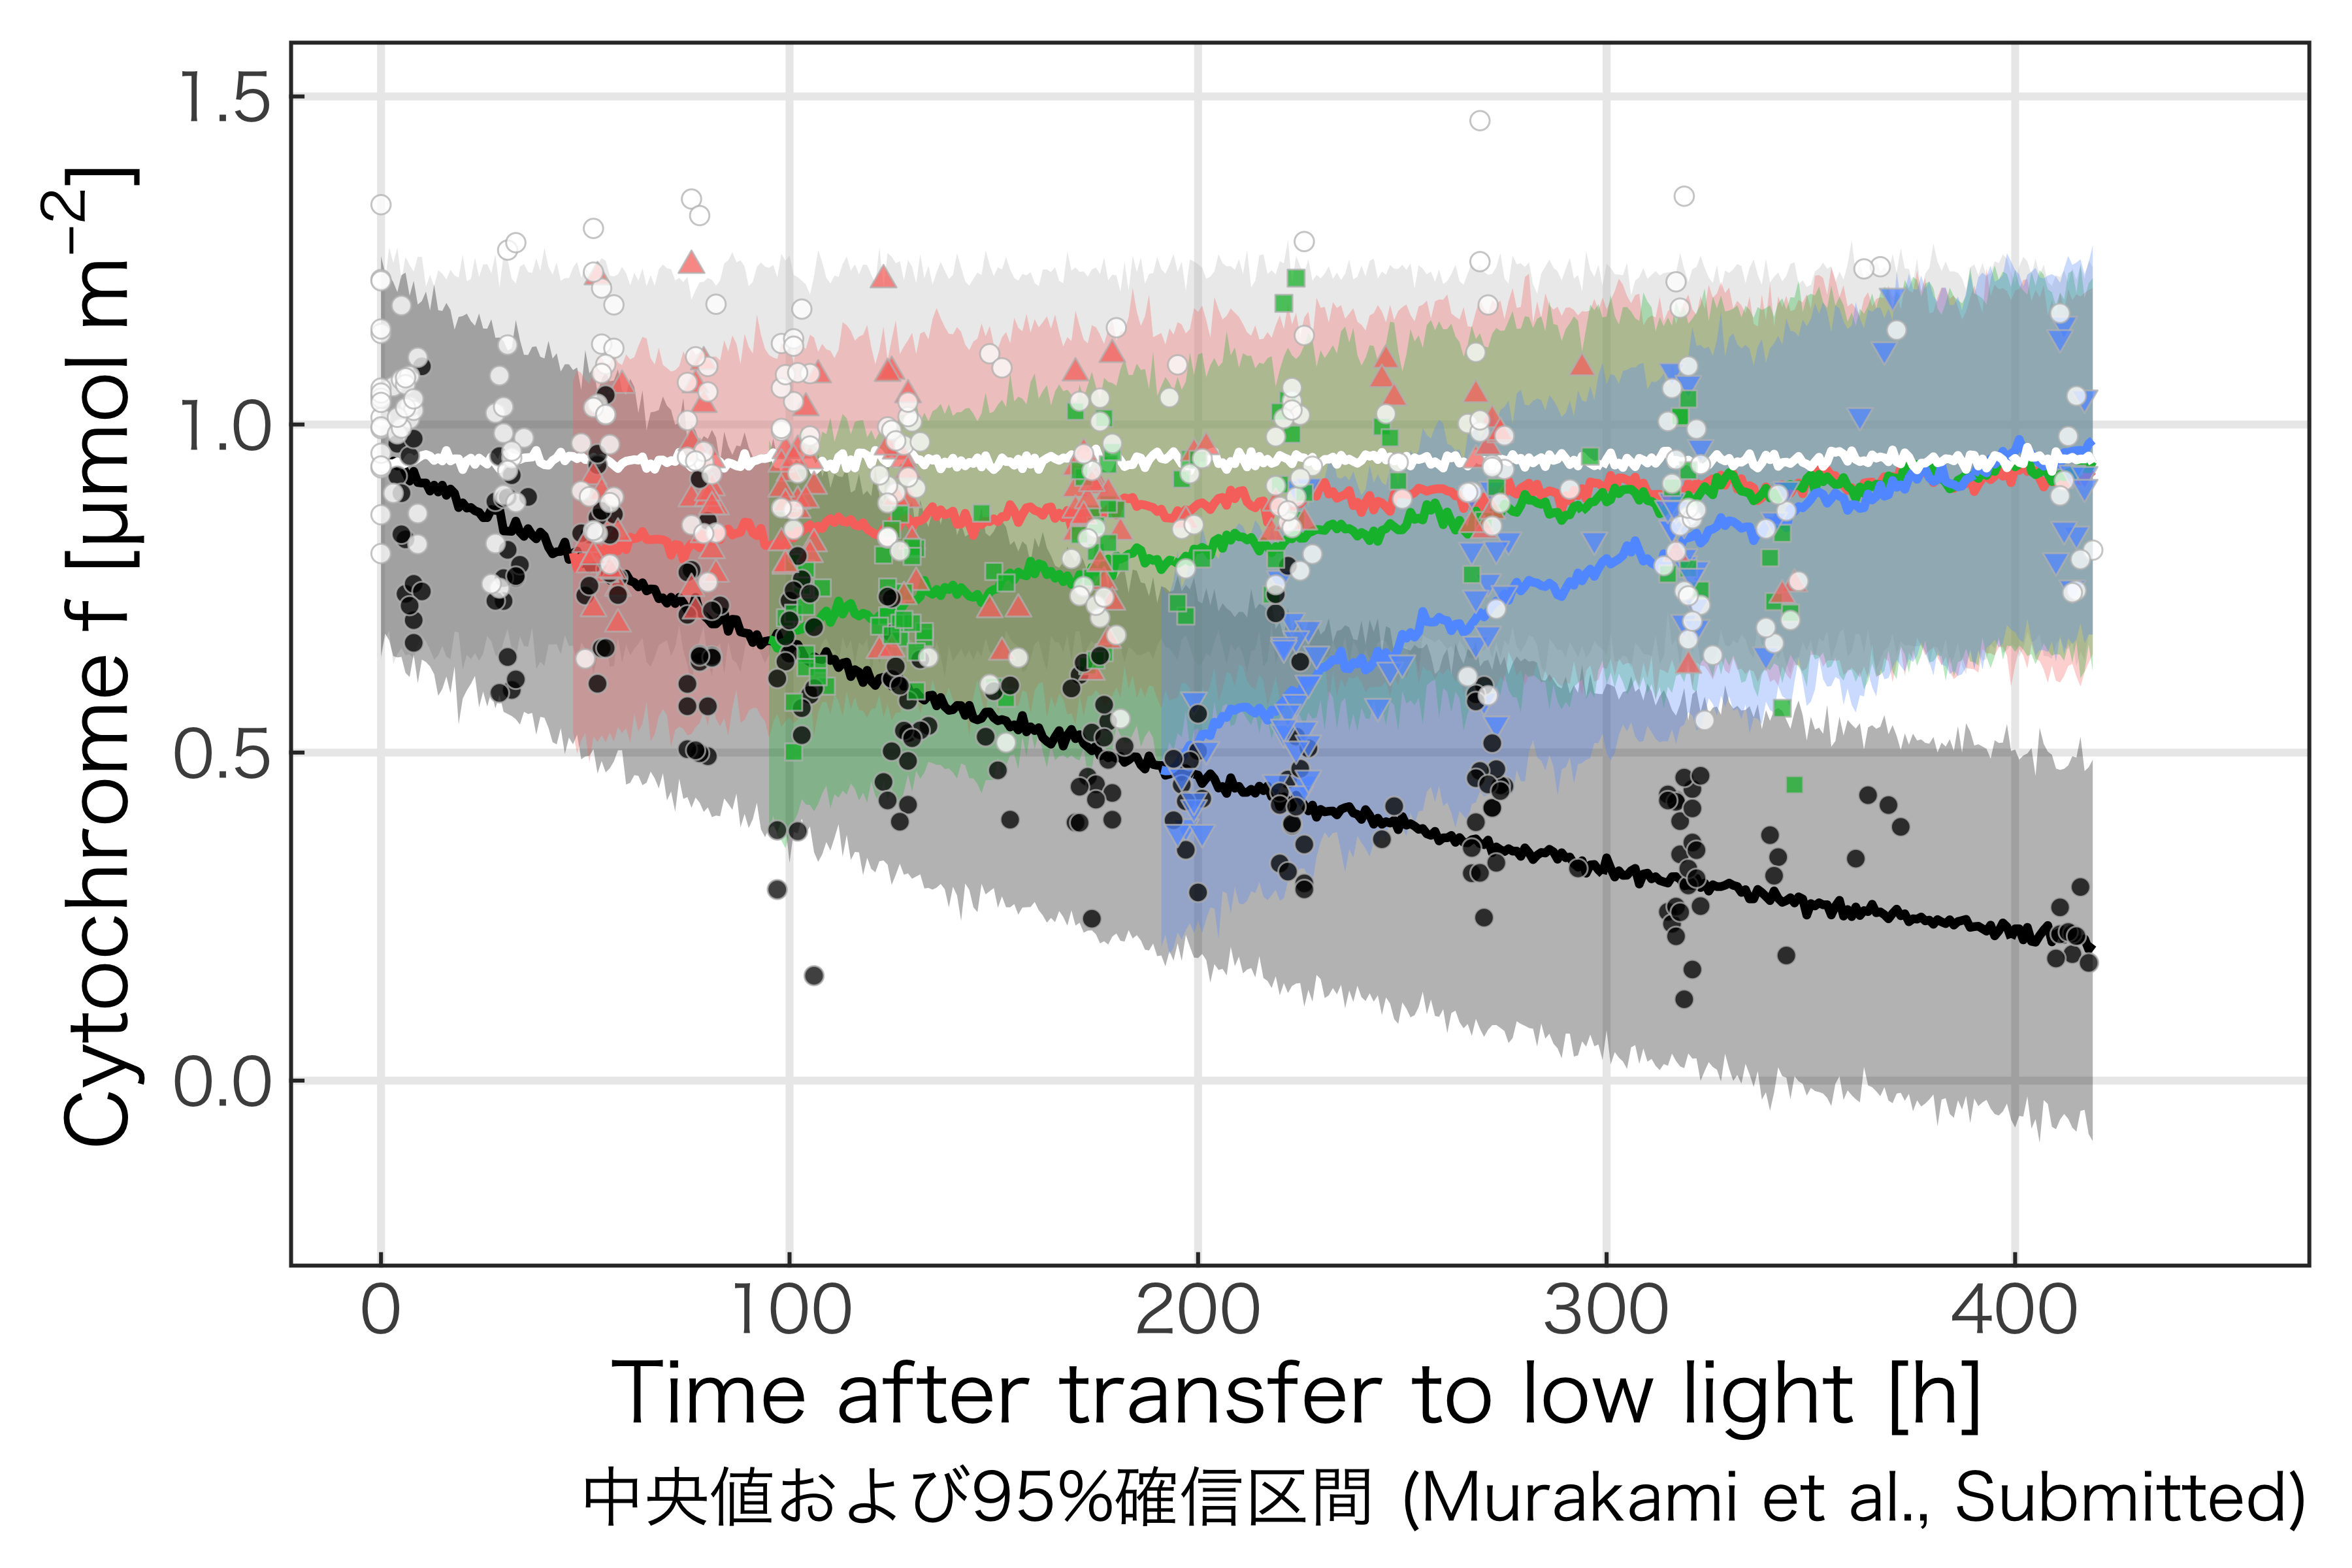 Cytochrome f [µmol m⁻²]
1.5
1.0
0.5
0.0
0 100 200 300 400
Time after transfer to low light [h]
中央値および95%確信区間 (Murakami et al., Submitted)